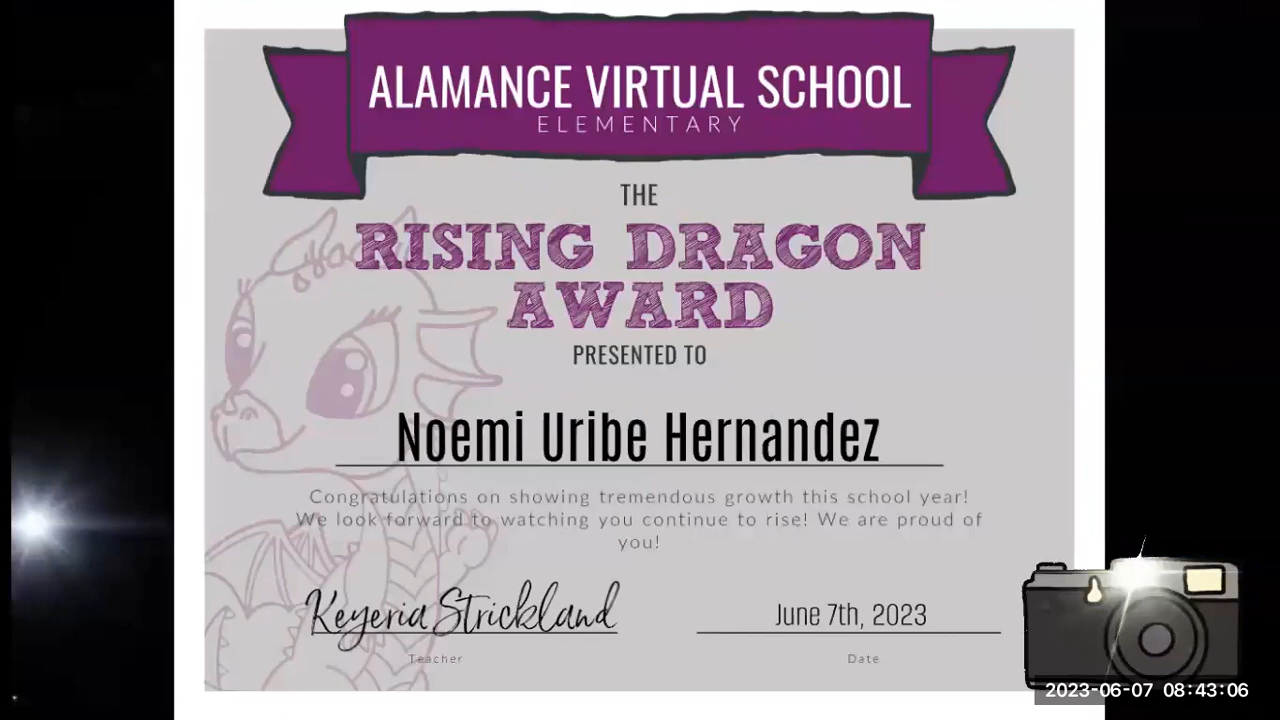 ALAMANCE VIRTUAL SCHOOL
ELEMENTARY
THE
RISING DRAGON
AWARD
PRESENTED TO
Noemi Uribe Hernandez
Congratulations on showing tremendous growth this school year!
We look forward to watching you continue to rise! We are proud of
you!
Keyeria Strickland
June 7th, 2023
Teacher
Date
2023-06-07 08:43:06